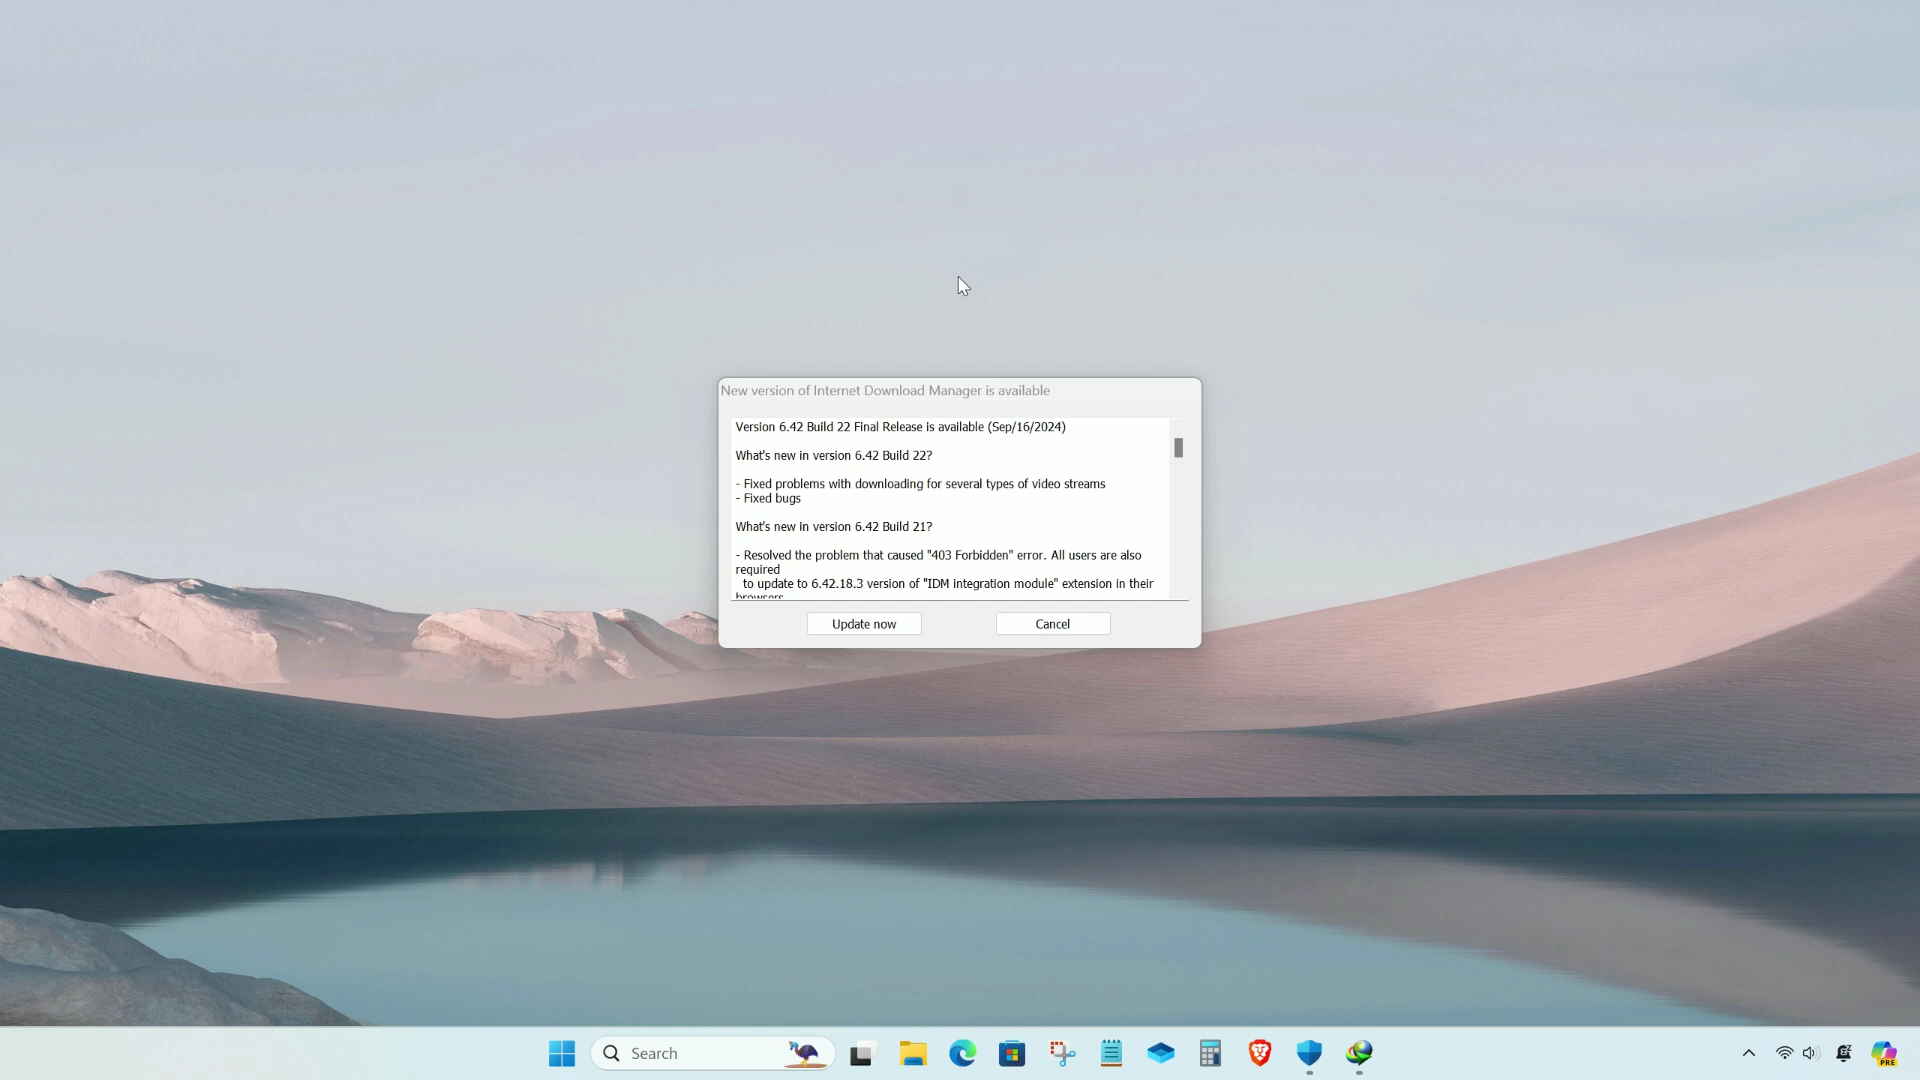 New version of Internet Download Manager is available
Version 6.42 Build 22 Final Release is available (Sep/16/2024)
What's new in version 6.42 Build 22?
- Fixed problems with downloading for several types of video streams
- Fixed bugs
What's new in version 6.42 Build 21?
- Resolved the problem that caused "403 Forbidden" error. All users are also
required
to update to 6.42.18.3 version of "IDM integration module" extension in their
browsers
Update now
Cancel
Search
PRE